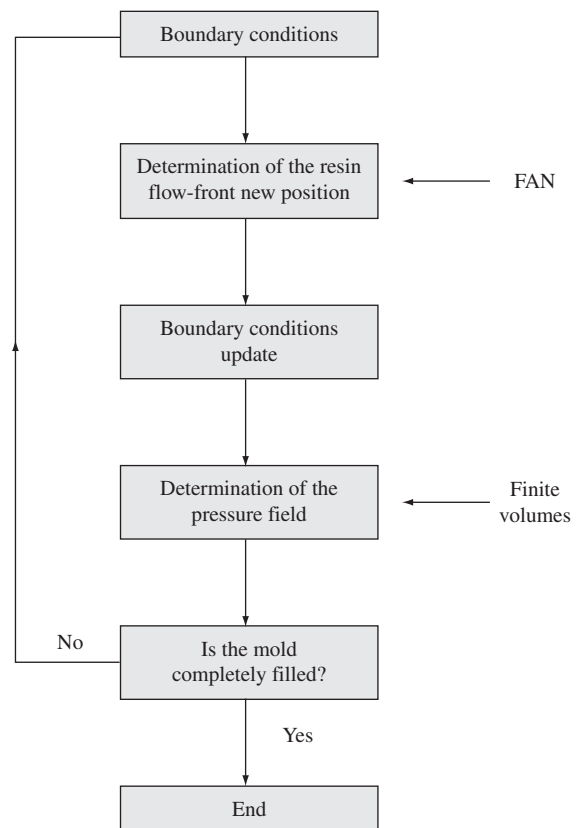 Boundary conditions
Determination of the resin
flow-front new position
FAN
Boundary conditions
update
Determination of the
pressure field
Finite
volumes
No
Is the mold
completely filled?
Yes
End